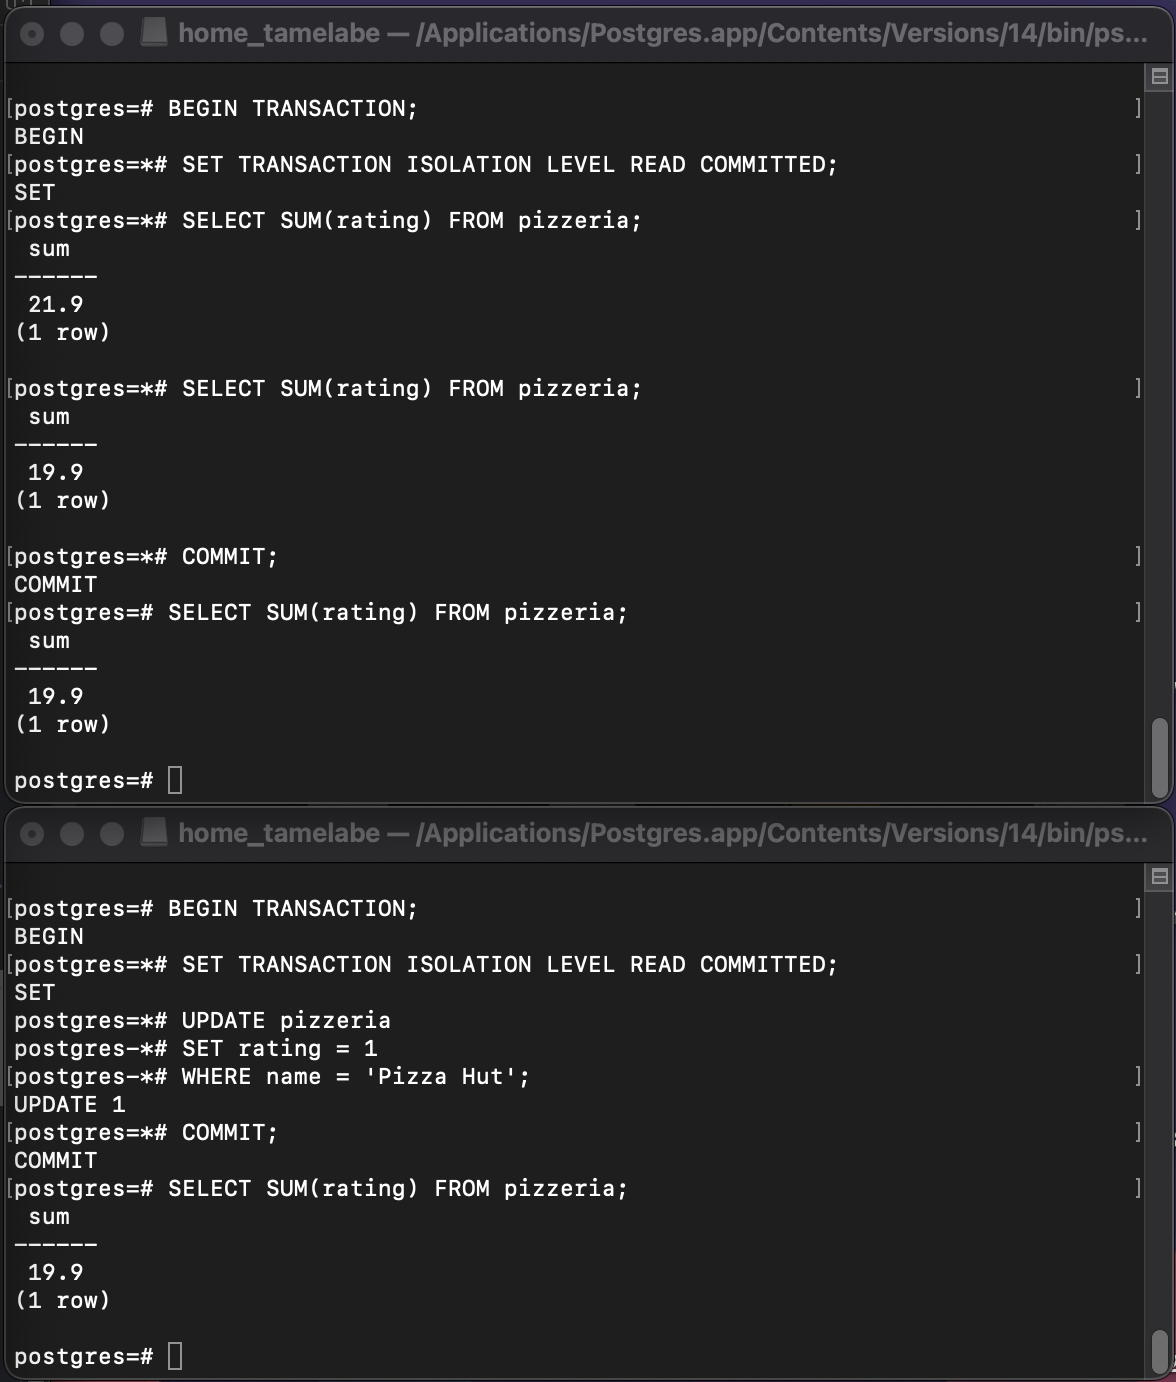 home_tamelabe — /Applications/Postgres.app/Contents/Versions/14/bin/ps...
[postgres=# BEGIN TRANSACTION; ]
BEGIN
[postgres=*# SET TRANSACTION ISOLATION LEVEL READ COMMITTED; ]
SET
[postgres=*# SELECT SUM(rating) FROM pizzeria; ]
sum
------
21.9
(1 row)
[postgres=*# SELECT SUM(rating) FROM pizzeria; ]
sum
------
19.9
(1 row)
[postgres=*# COMMIT; ]
COMMIT
[postgres=# SELECT SUM(rating) FROM pizzeria; ]
sum
------
19.9
(1 row)
postgres=#
home_tamelabe — /Applications/Postgres.app/Contents/Versions/14/bin/ps...
[postgres=# BEGIN TRANSACTION; ]
BEGIN
[postgres=*# SET TRANSACTION ISOLATION LEVEL READ COMMITTED; ]
SET
postgres=*# UPDATE pizzeria
postgres-*# SET rating = 1
[postgres-*# WHERE name = 'Pizza Hut'; ]
UPDATE 1
[postgres=*# COMMIT; ]
COMMIT
[postgres=# SELECT SUM(rating) FROM pizzeria; ]
sum
------
19.9
(1 row)
postgres=#